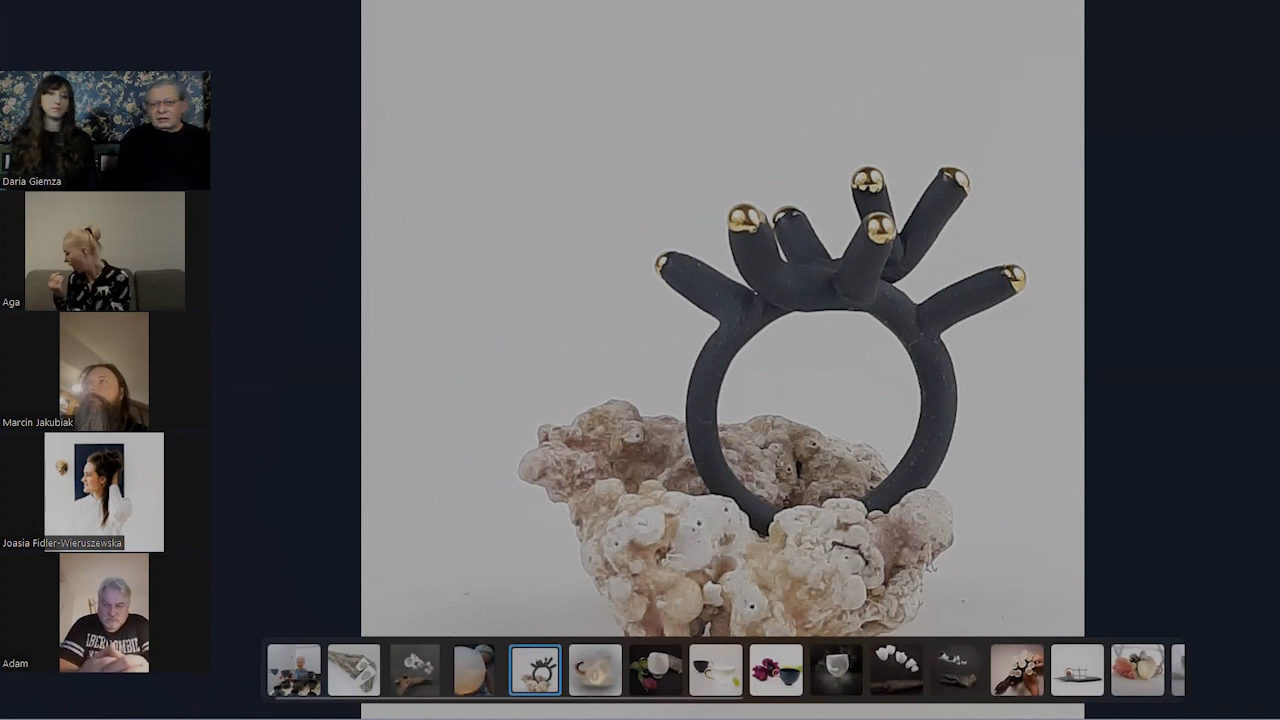 Daria Giemza
Aga
Marcin Jakubiak
Joasia Fidler-Wieruszewska
Adam